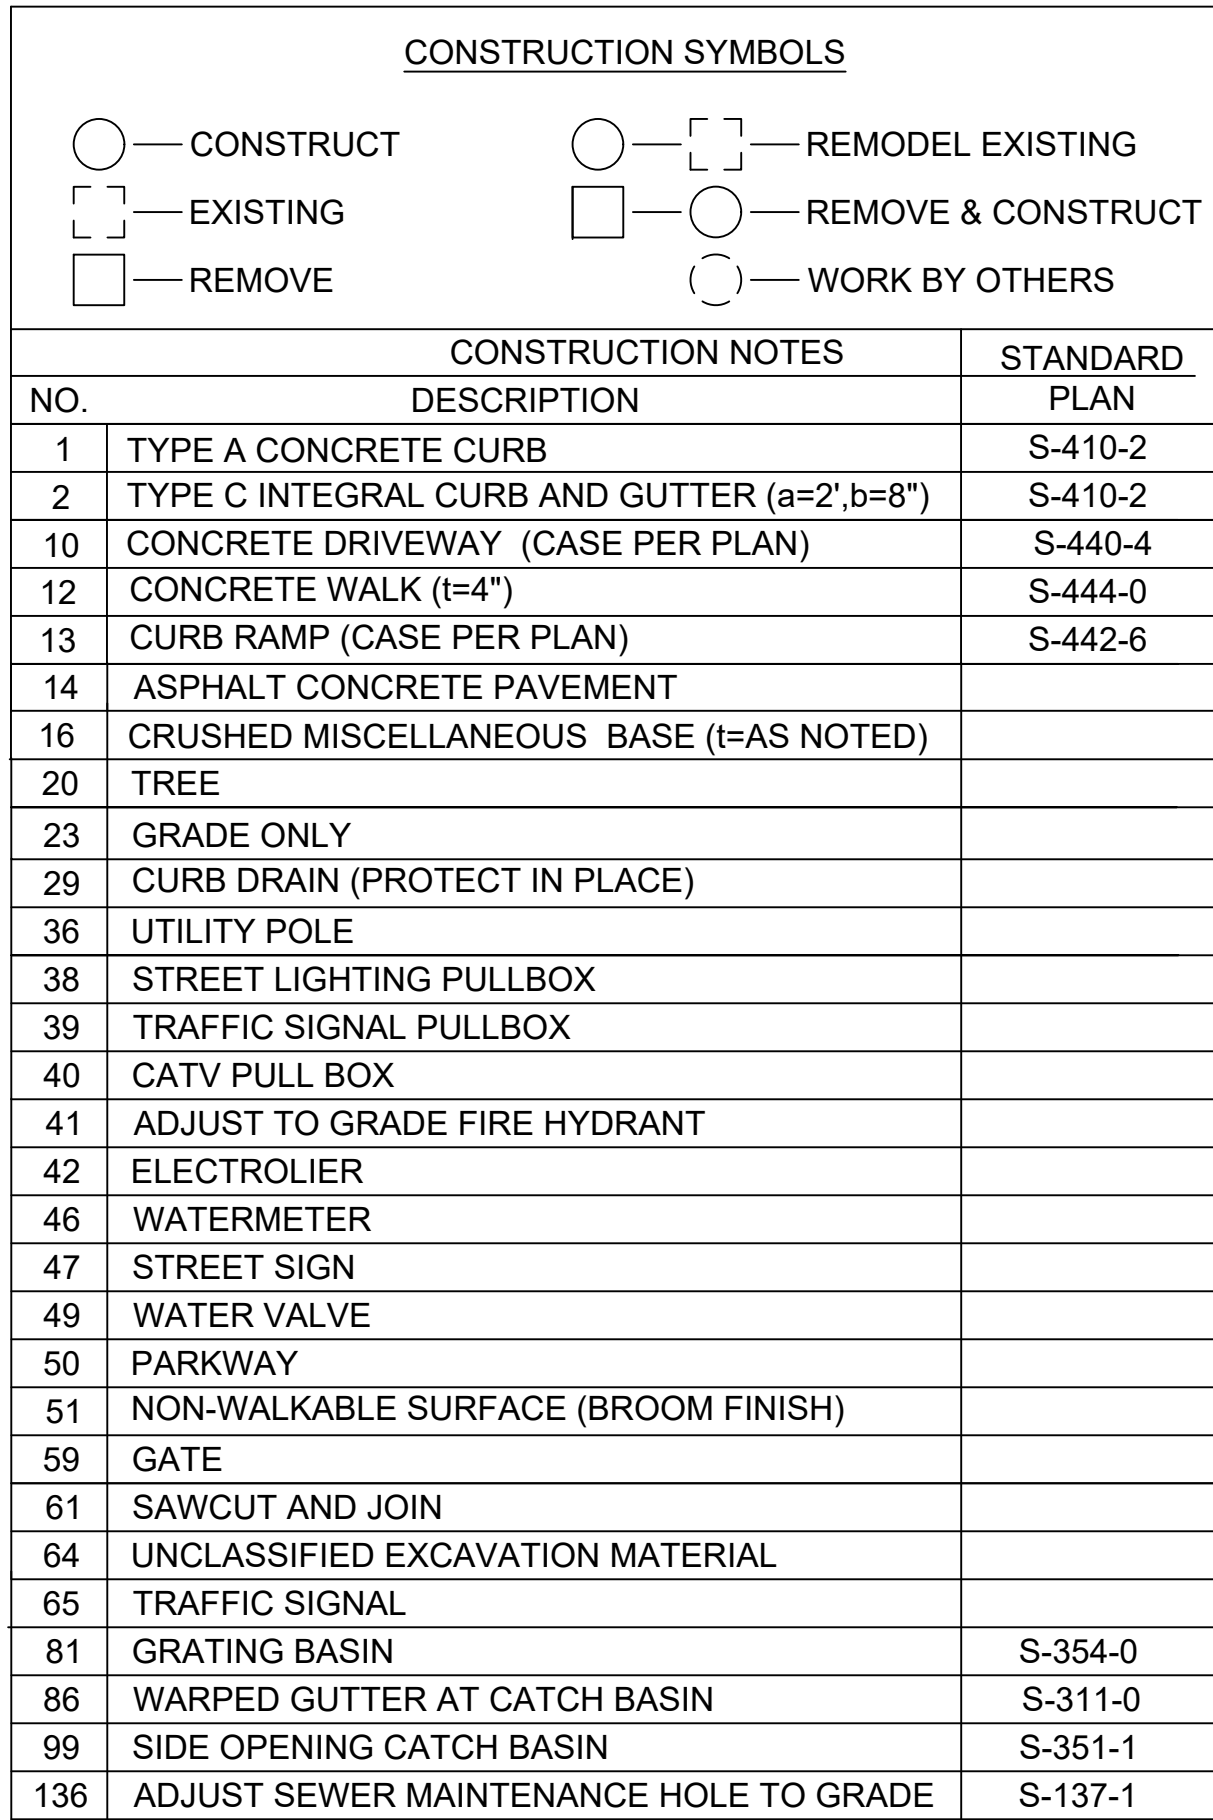 CONSTRUCTION SYMBOLS
CONSTRUCT
REMODEL EXISTING
EXISTING
REMOVE & CONSTRUCT
REMOVE
WORK BY OTHERS
CONSTRUCTION NOTES
STANDARD
NO. DESCRIPTION PLAN
1 TYPE A CONCRETE CURB S-410-2
2 TYPE C INTEGRAL CURB AND GUTTER (a=2',b=8") S-410-2
10 CONCRETE DRIVEWAY (CASE PER PLAN) S-440-4
12 CONCRETE WALK (t=4") S-444-0
13 CURB RAMP (CASE PER PLAN) S-442-6
14 ASPHALT CONCRETE PAVEMENT
16 CRUSHED MISCELLANEOUS BASE (t=AS NOTED)
20 TREE
23 GRADE ONLY
29 CURB DRAIN (PROTECT IN PLACE)
36 UTILITY POLE
38 STREET LIGHTING PULLBOX
39 TRAFFIC SIGNAL PULLBOX
40 CATV PULL BOX
41 ADJUST TO GRADE FIRE HYDRANT
42 ELECTROLIER
46 WATERMETER
47 STREET SIGN
49 WATER VALVE
50 PARKWAY
51 NON-WALKABLE SURFACE (BROOM FINISH)
59 GATE
61 SAWCUT AND JOIN
64 UNCLASSIFIED EXCAVATION MATERIAL
65 TRAFFIC SIGNAL
81 GRATING BASIN S-354-0
86 WARPED GUTTER AT CATCH BASIN S-311-0
99 SIDE OPENING CATCH BASIN S-351-1
136 ADJUST SEWER MAINTENANCE HOLE TO GRADE S-137-1